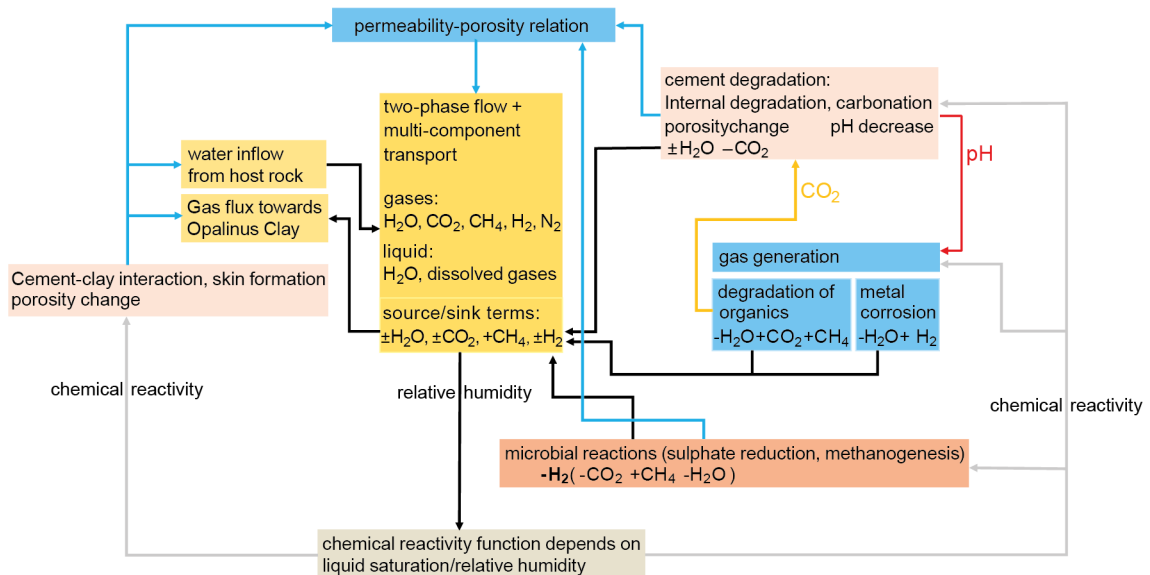 permeability-porosity relation
two-phase flow +
multi-component
transport
gases:
H₂O, CO₂, CH₄, H₂, N₂
liquid:
H₂O, dissolved gases
source/sink terms:
±H₂O, ±CO₂, +CH₄, ±H₂
water inflow
from host rock
Gas flux towards
Opalinus Clay
Cement-clay interaction, skin formation
porosity change
cement degradation:
Internal degradation, carbonation
porositychange pH decrease
±H₂O –CO₂
pH
CO₂
gas generation
degradation of
organics
-H₂O+CO₂+CH₄
metal
corrosion
-H₂O+ H₂
chemical reactivity
relative humidity
chemical reactivity
microbial reactions (sulphate reduction, methanogenesis)
-H₂( -CO₂ +CH₄ -H₂O )
chemical reactivity function depends on
liquid saturation/relative humidity